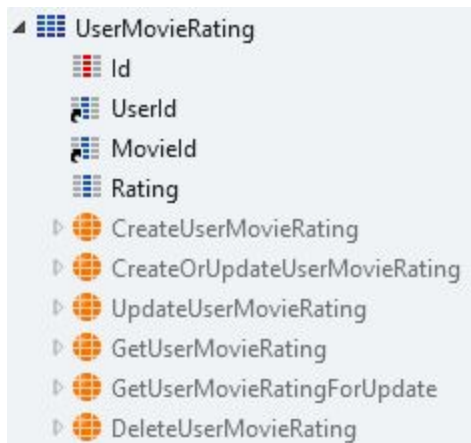 UserMovieRating
Id
UserId
MovieId
Rating
CreateUserMovieRating
CreateOrUpdateUserMovieRating
UpdateUserMovieRating
GetUserMovieRating
GetUserMovieRatingForUpdate
DeleteUserMovieRating